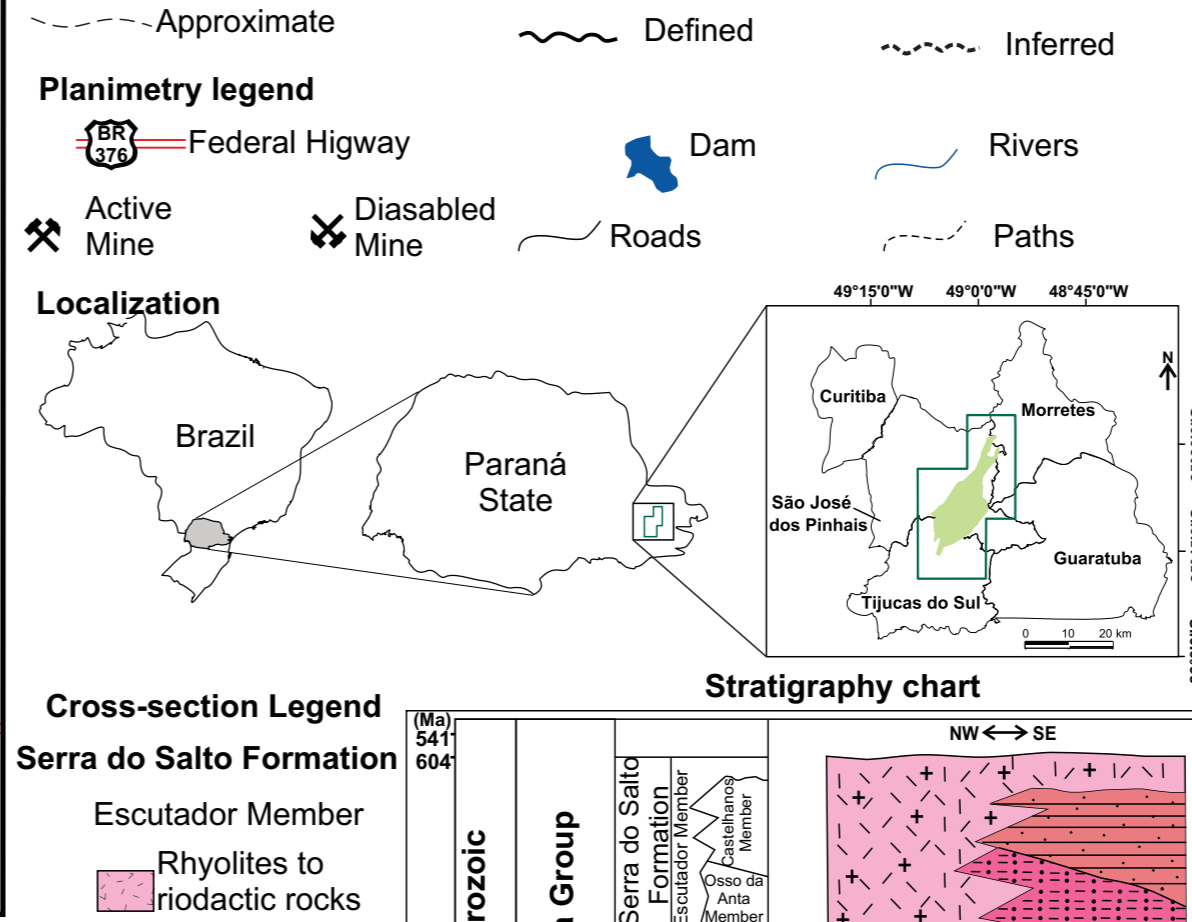 Approximate
Defined
Inferred
Planimetry legend
BR
376
Federal Higway
Dam
Rivers
Active
Mine
Diasabled
Mine
Roads
Paths
Localization
49°15'0"W
49°0'0"W
48°45'0"W
Brazil
Paraná
State
N
Curitiba
Morretes
São José
dos Pinhais
Guaratuba
Tijucas do Sul
0 10 20 km
Cross-section Legend
Serra do Salto Formation
Escutador Member
Rhyolites to
riodactic rocks
Stratigraphy chart
(Ma)
541
604
rozoic
a Group
Serra do Salto
Formation
Escutador Member
Castelhanos
Member
Osso da
Anta
Member
NW
SE